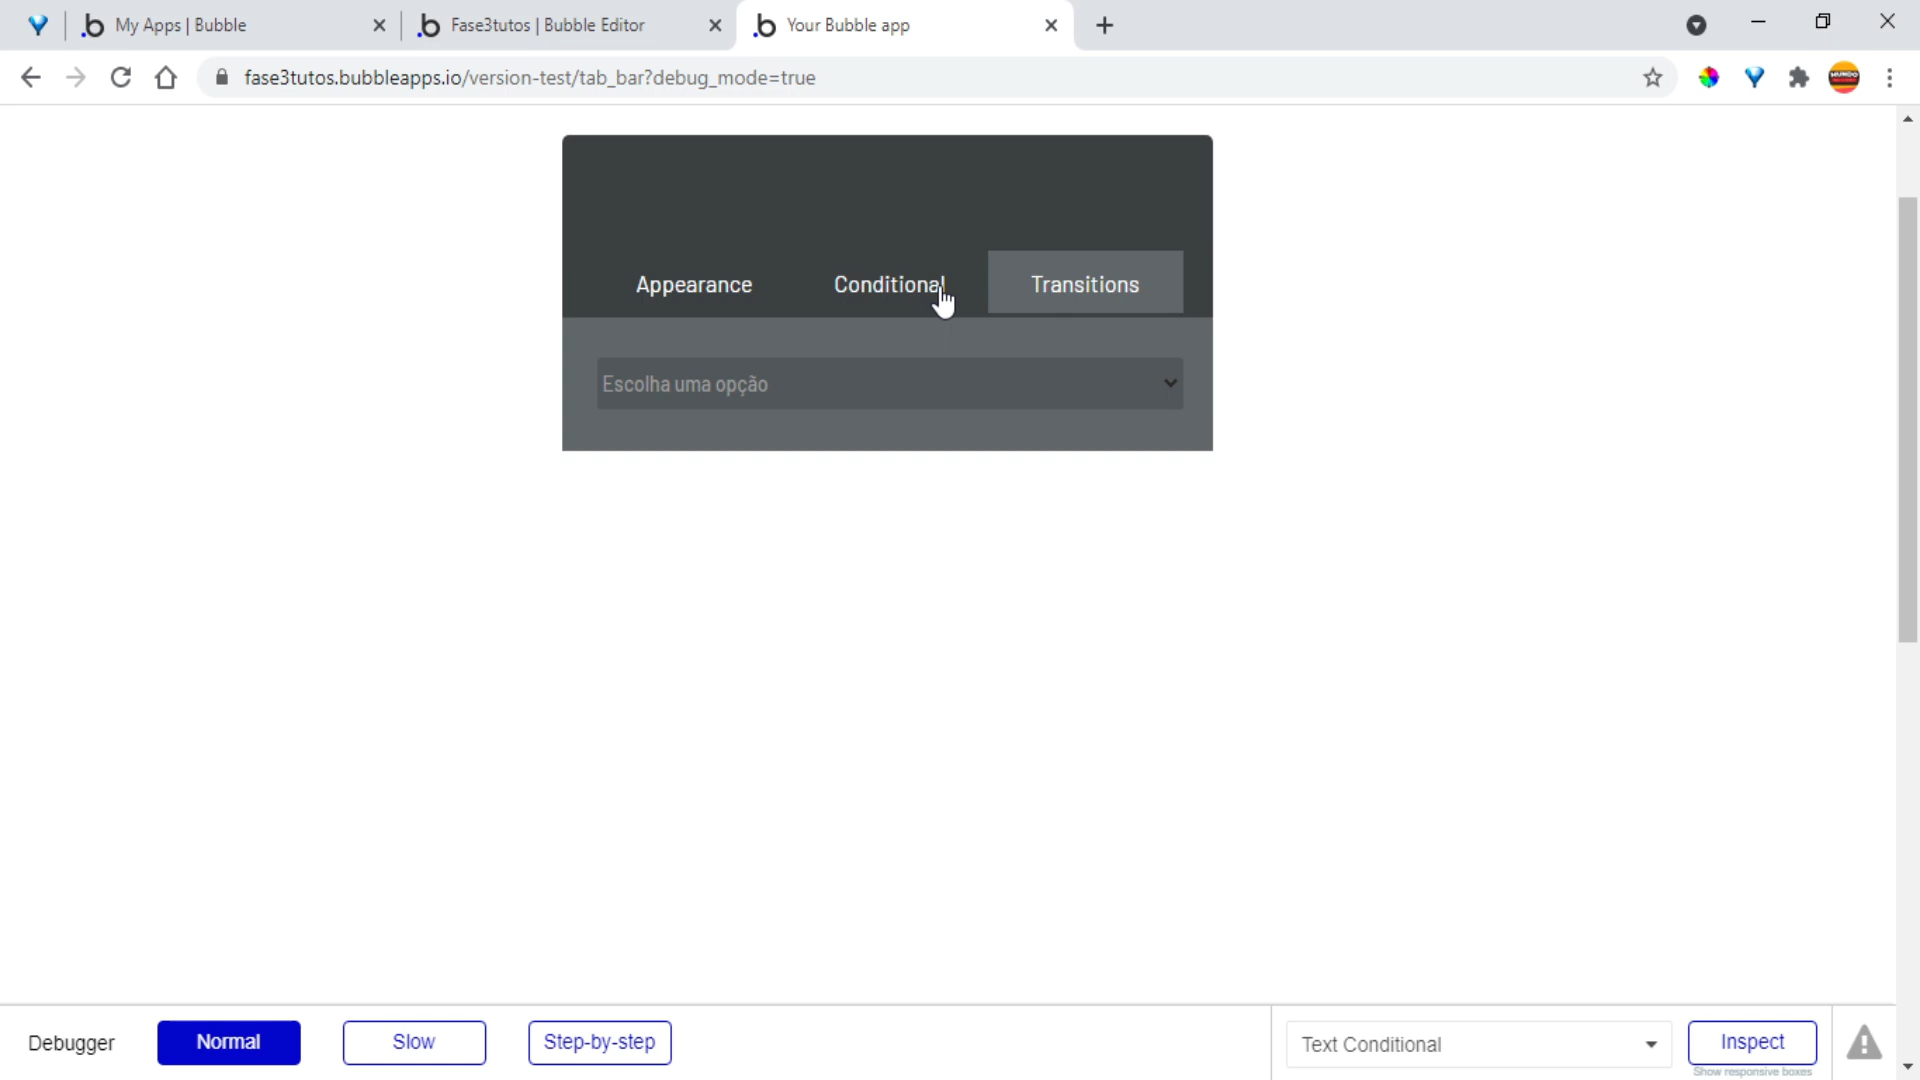 My Apps | Bubble
Fase3tutos | Bubble Editor
Your Bubble app
fase3tutos.bubbleapps.io/version-test/tab_bar?debug_mode=true
Appearance
Conditional
Transitions
Escolha uma opção
Debugger
Normal
Slow
Step-by-step
Text Conditional
Inspect
Show responsive boxes